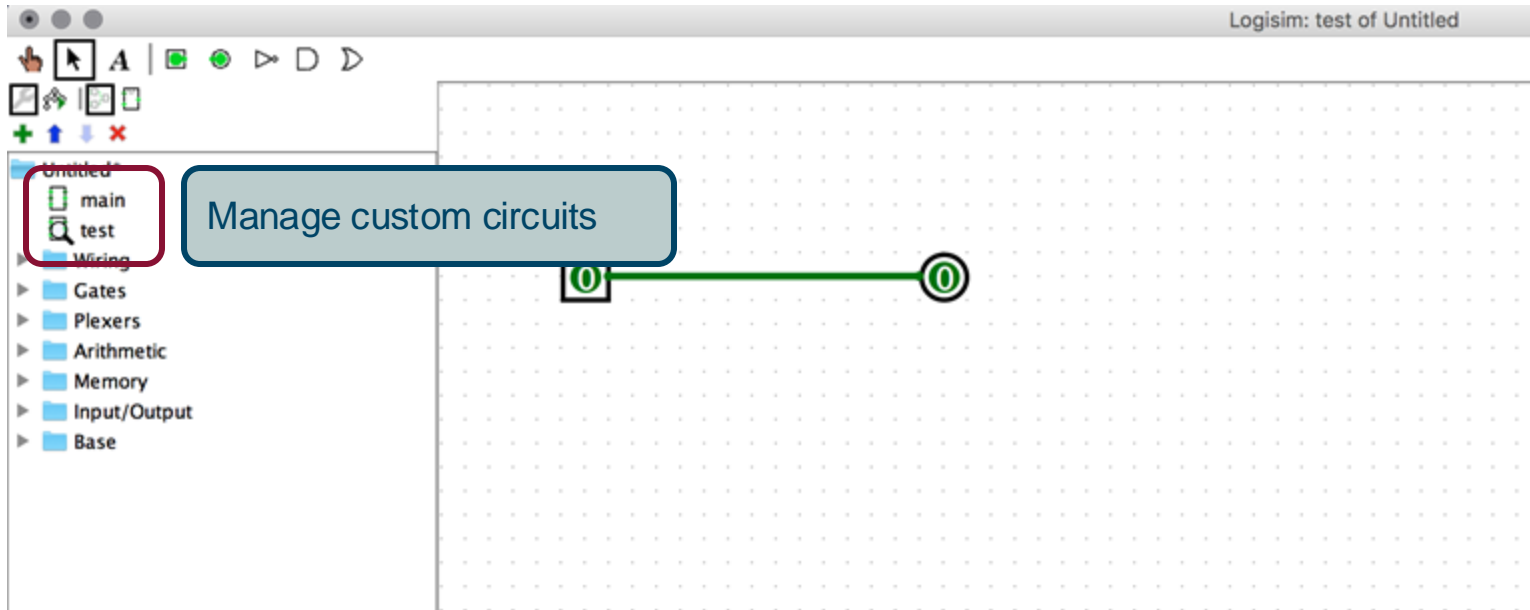 Logisim: test of Untitled
A
Untitled*
main
Manage custom circuits
test
Wiring
0 0
Gates
Plexers
Arithmetic
Memory
Input/Output
Base